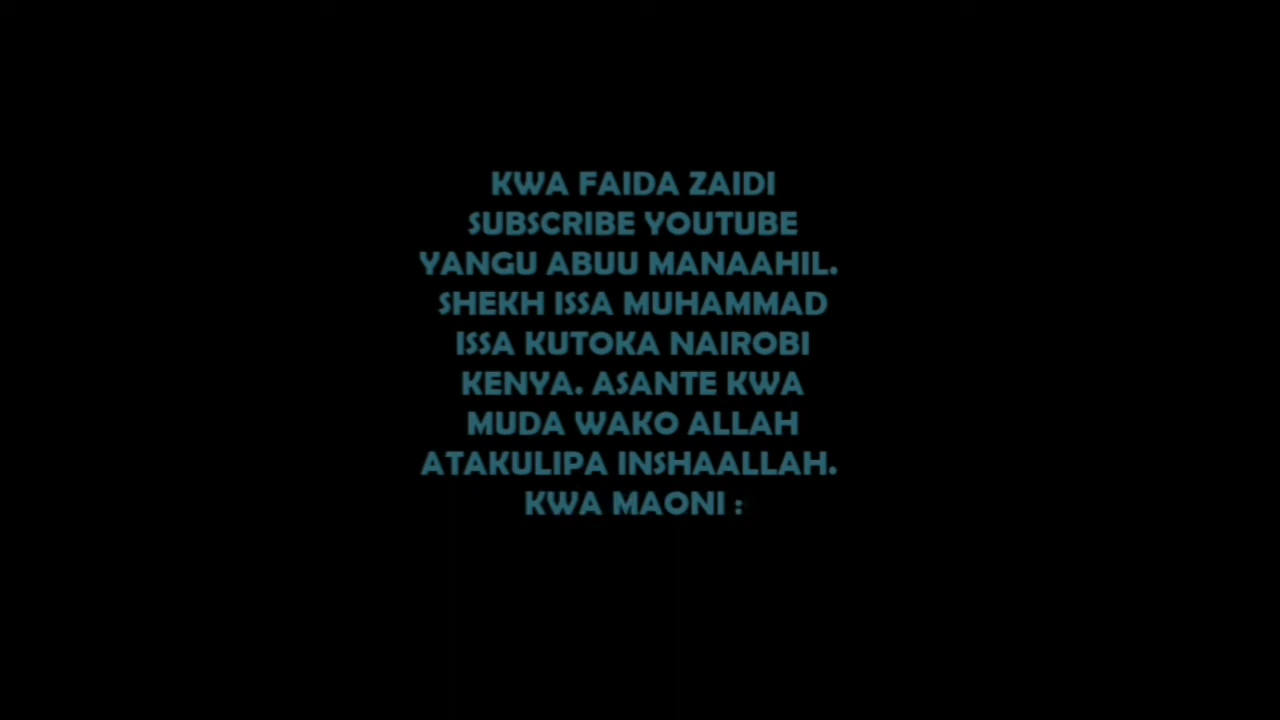 KWA FAIDA ZAIDI
SUBSCRIBE YOUTUBE
YANGU ABUU MANAAHIL.
SHEKH ISSA MUHAMMAD
ISSA KUTOKA NAIROBI
KENYA. ASANTE KWA
MUDA WAKO ALLAH
ATAKULIPA INSHAALLAH.
KWA MAONI :